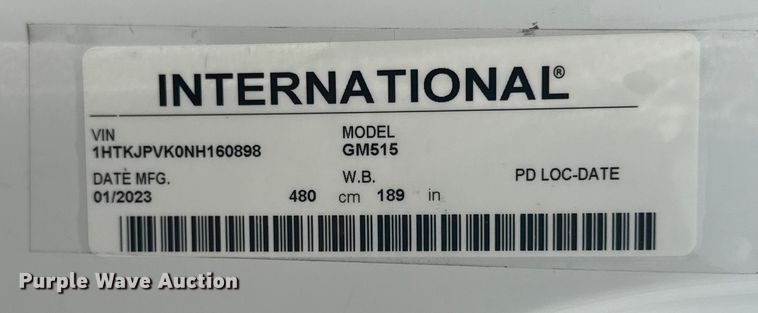 INTERNATIONAL®
VIN MODEL
1HTKJPVK0NH160898 GM515
DATE MFG. W.B. PD LOC-DATE
01/2023 480 cm 189 in
Purple Wave Auction